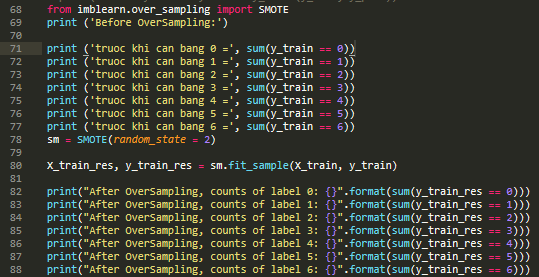 68 from imblearn.over_sampling import SMOTE
69 print ('Before OverSampling:')
70
71 print ('truoc khi can bang 0 =', sum(y_train == 0))
72 print ('truoc khi can bang 1 =', sum(y_train == 1))
73 print ('truoc khi can bang 2 =', sum(y_train == 2))
74 print ('truoc khi can bang 3 =', sum(y_train == 3))
75 print ('truoc khi can bang 4 =', sum(y_train == 4))
76 print ('truoc khi can bang 5 =', sum(y_train == 5))
77 print ('truoc khi can bang 6 =', sum(y_train == 6))
78 sm = SMOTE(random_state = 2)
79
80 X_train_res, y_train_res = sm.fit_sample(X_train, y_train)
81
82 print("After OverSampling, counts of label 0: {}".format(sum(y_train_res == 0)))
83 print("After OverSampling, counts of label 1: {}".format(sum(y_train_res == 1)))
84 print("After OverSampling, counts of label 2: {}".format(sum(y_train_res == 2)))
85 print("After OverSampling, counts of label 3: {}".format(sum(y_train_res == 3)))
86 print("After OverSampling, counts of label 4: {}".format(sum(y_train_res == 4)))
87 print("After OverSampling, counts of label 5: {}".format(sum(y_train_res == 5)))
88 print("After OverSampling, counts of label 6: {}".format(sum(y_train_res == 6)))